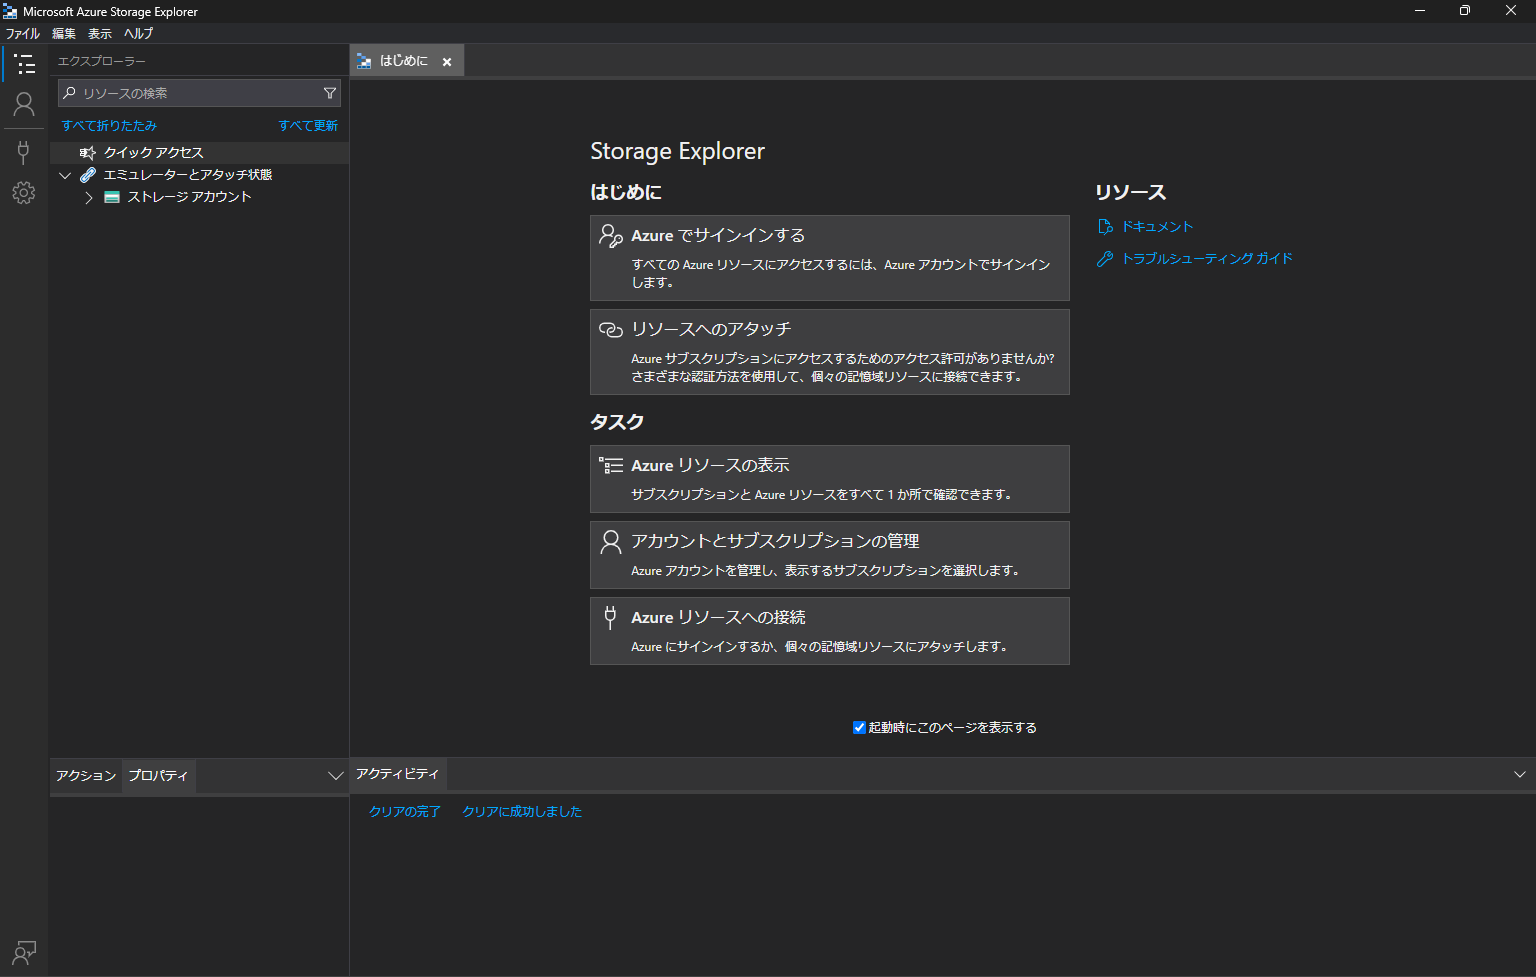 Microsoft Azure Storage Explorer
ファイル 編集 表示 ヘルプ
エクスプローラー
リソースの検索
すべて折りたたみ すべて更新
クイック アクセス
エミュレーターとアタッチ状態
ストレージ アカウント
アクション プロパティ
はじめに
Storage Explorer
はじめに
Azure でサインインする
すべての Azure リソースにアクセスするには、Azure アカウントでサインイン
します。
リソースへのアタッチ
Azure サブスクリプションにアクセスするためのアクセス許可がありませんか?
さまざまな認証方法を使用して、個々の記憶域リソースに接続できます。
タスク
Azure リソースの表示
サブスクリプションと Azure リソースをすべて 1 か所で確認できます。
アカウントとサブスクリプションの管理
Azure アカウントを管理し、表示するサブスクリプションを選択します。
Azure リソースへの接続
Azure にサインインするか、個々の記憶域リソースにアタッチします。
起動時にこのページを表示する
リソース
ドキュメント
トラブルシューティング ガイド
アクティビティ
クリアの完了 クリアに成功しました